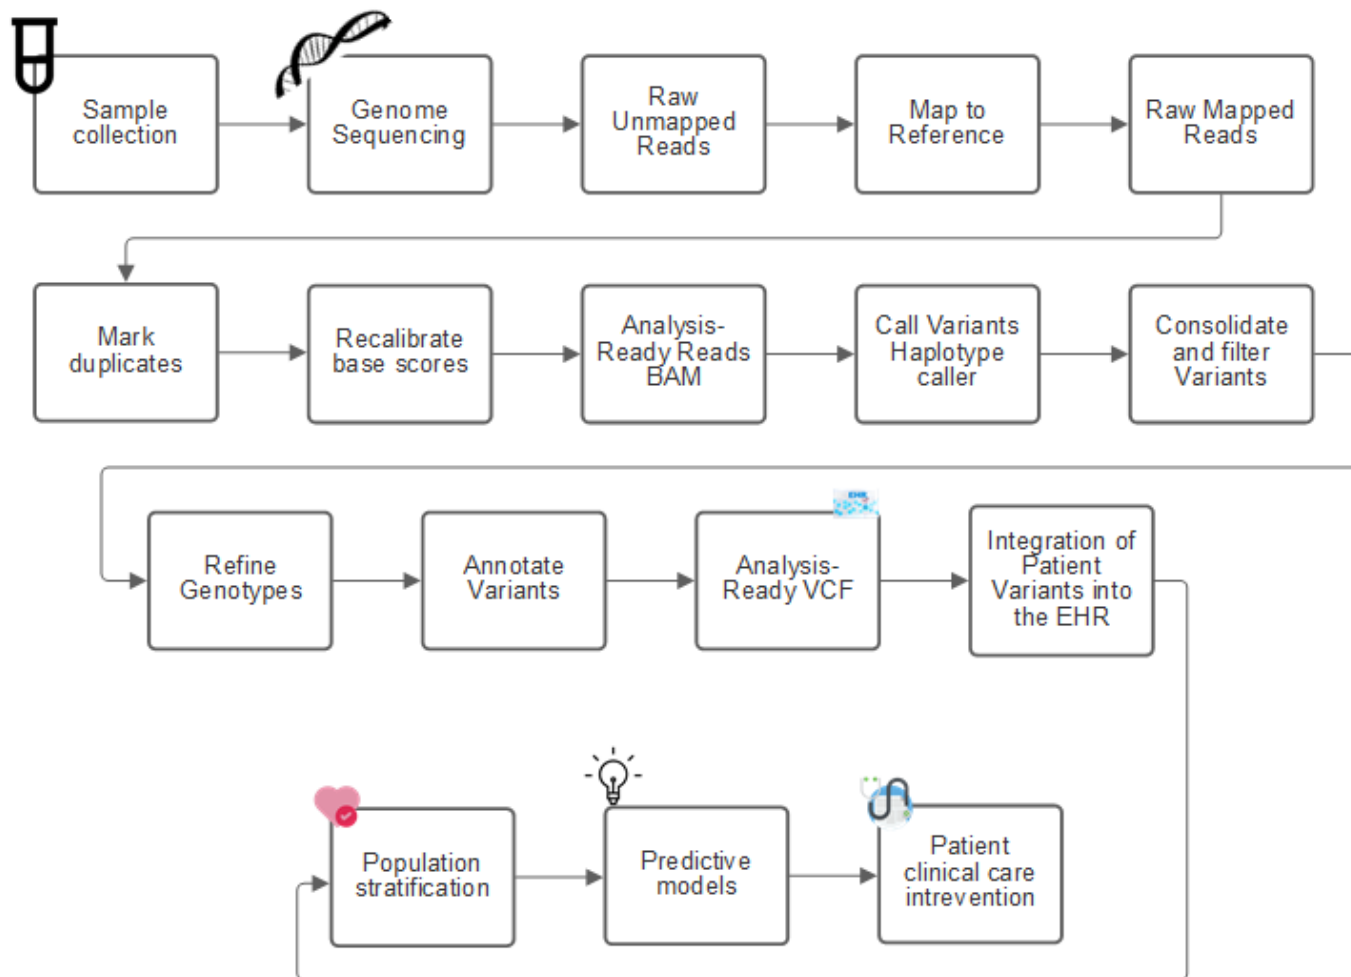 Sample
collection
Genome
Sequencing
Raw
Unmapped
Reads
Map to
Reference
Raw Mapped
Reads
Mark
duplicates
Recalibrate
base scores
Analysis-
Ready Reads
BAM
Call Variants
Haplotype
caller
Consolidate
and filter
Variants
Refine
Genotypes
Annotate
Variants
EHR
Analysis-
Ready VCF
Integration of
Patient
Variants into
the EHR
Population
stratification
Predictive
models
Patient
clinical care
intrevention